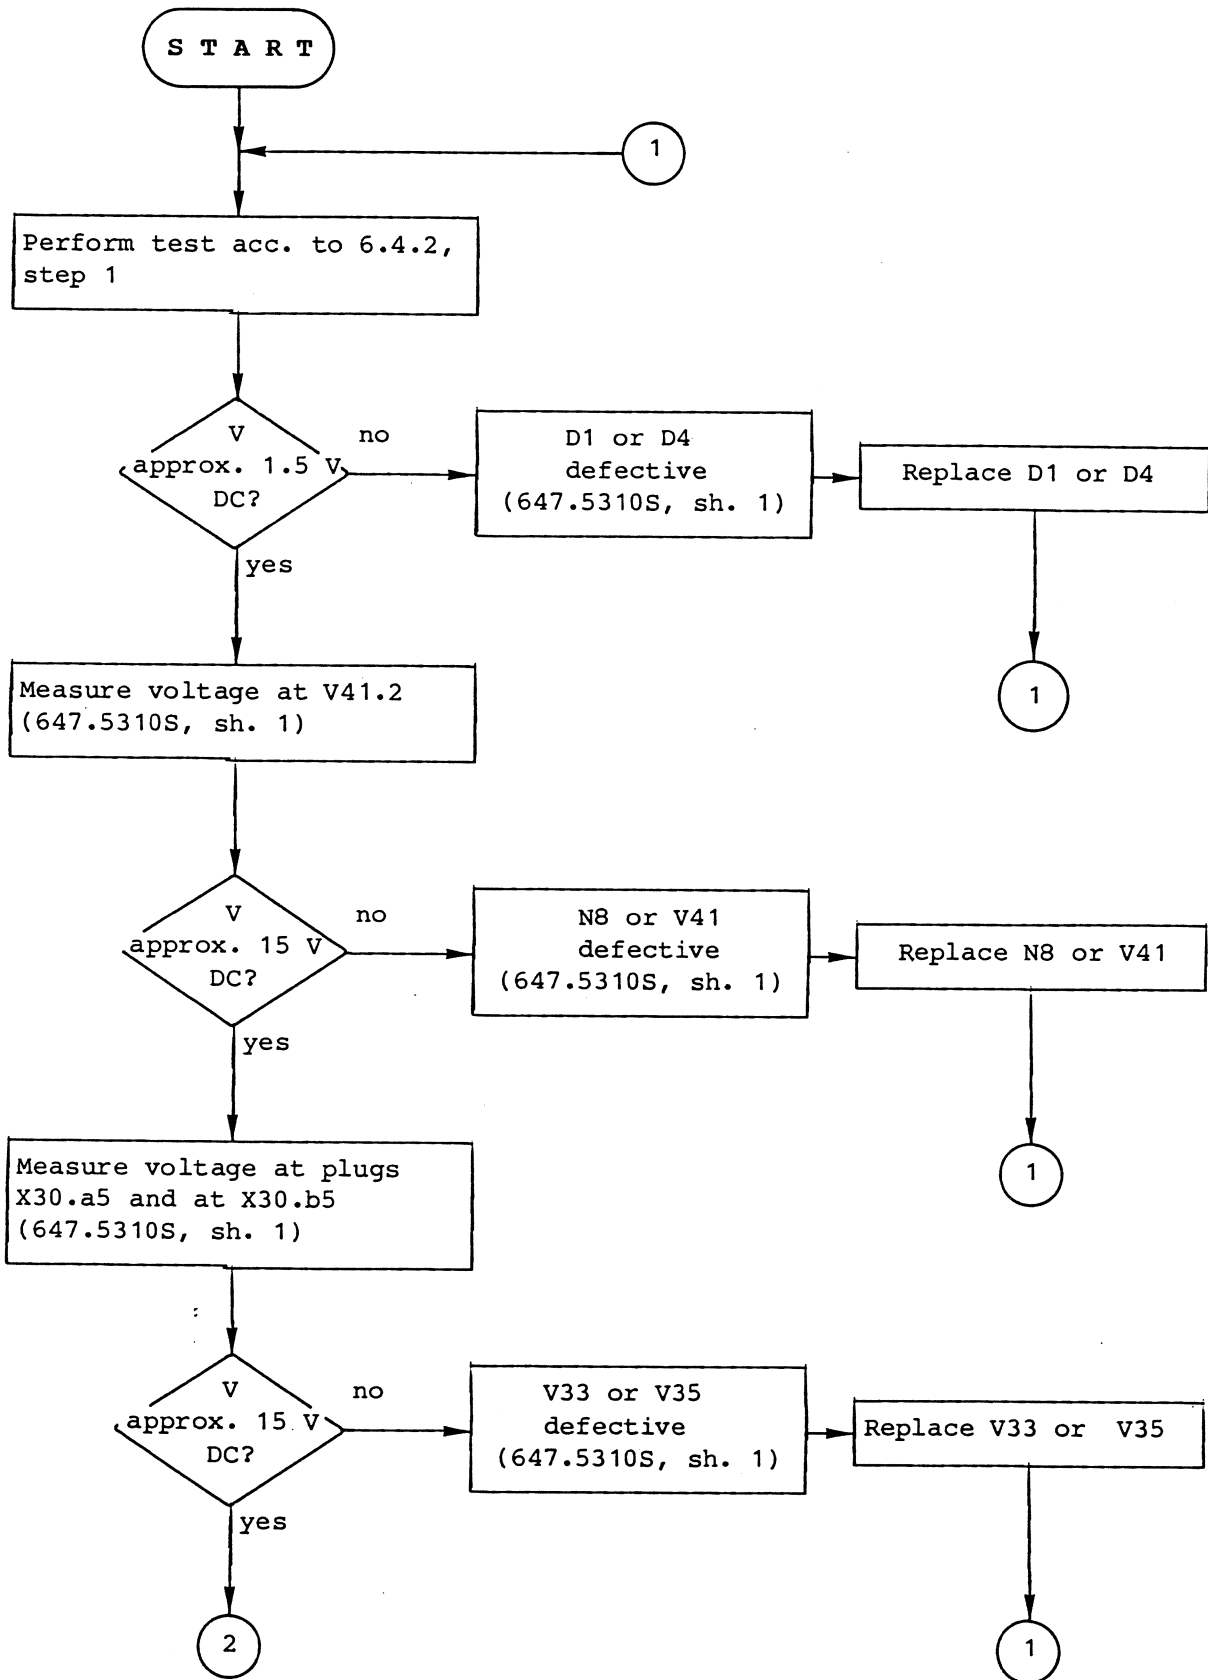 START
1
Perform test acc. to 6.4.2,
step 1
V
approx. 1.5 V
DC?
no
D1 or D4
defective
(647.5310S, sh. 1)
Replace D1 or D4
1
yes
Measure voltage at V41.2
(647.5310S, sh. 1)
V
approx. 15 V
DC?
no
N8 or V41
defective
(647.5310S, sh. 1)
Replace N8 or V41
1
yes
Measure voltage at plugs
X30.a5 and at X30.b5
(647.5310S, sh. 1)
V
approx. 15 V
DC?
no
V33 or V35
defective
(647.5310S, sh. 1)
Replace V33 or V35
1
yes
2